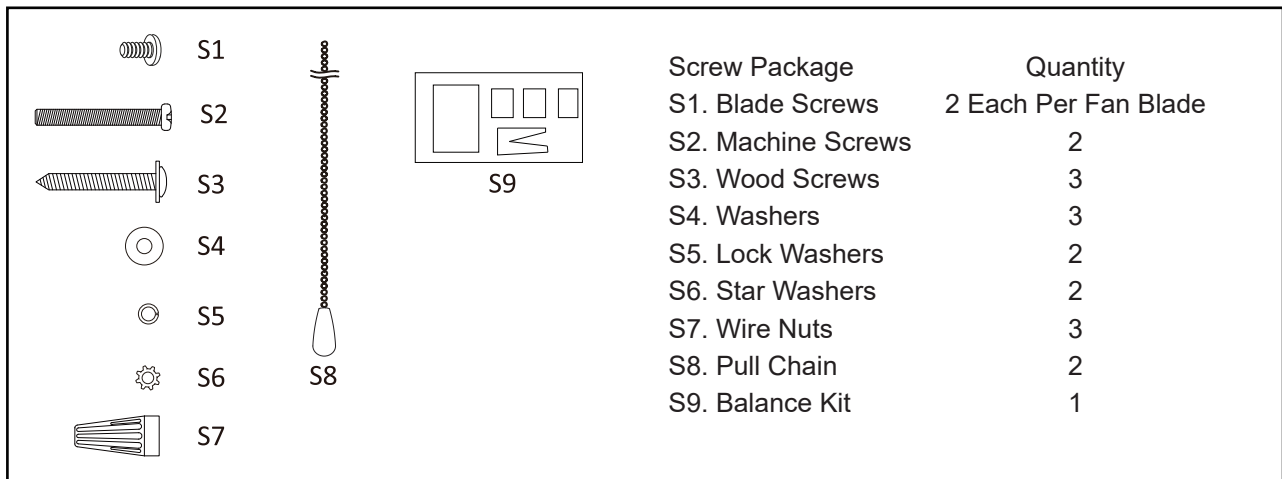 S1
S2
S3
S4
S5
S6
S7
S8
S9
Screw Package Quantity
S1. Blade Screws 2 Each Per Fan Blade
S2. Machine Screws 2
S3. Wood Screws 3
S4. Washers 3
S5. Lock Washers 2
S6. Star Washers 2
S7. Wire Nuts 3
S8. Pull Chain 2
S9. Balance Kit 1